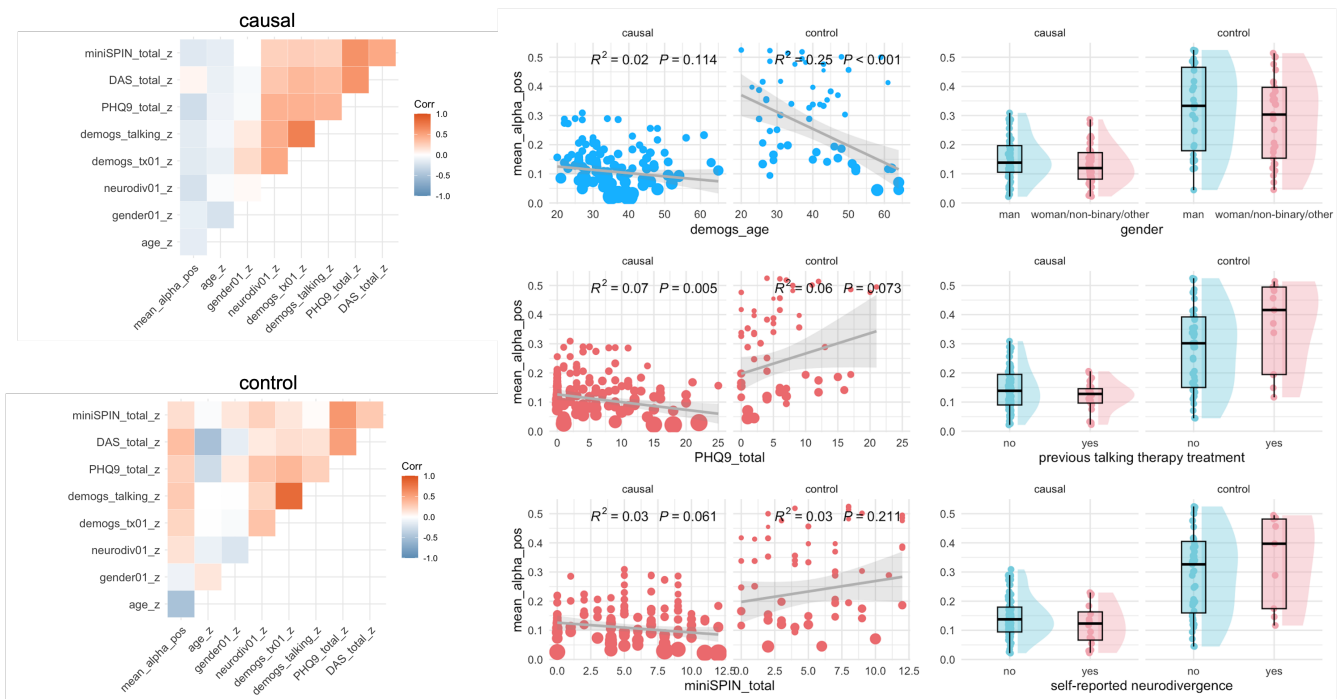 causal
miniSPIN_total_z
DAS_total_z
PHQ9_total_z
demogs_talking_z
demogs_tx01_z
neurodiv01_z
gender01_z
age_z
mean_alpha_pos
age_z
gender01_z
neurodiv01_z
demogs_tx01_z
demogs_talking_z
PHQ9_total_z
DAS_total_z
Corr
1.0
0.5
0.0
-0.5
-1.0
control
miniSPIN_total_z
DAS_total_z
PHQ9_total_z
demogs_talking_z
demogs_tx01_z
neurodiv01_z
gender01_z
age_z
mean_alpha_pos
age_z
gender01_z
neurodiv01_z
demogs_tx01_z
demogs_talking_z
PHQ9_total_z
DAS_total_z
Corr
1.0
0.5
0.0
-0.5
-1.0
causal control
R² = 0.02 P = 0.114 R² = 0.25 P < 0.001
mean_alpha_pos
0.5
0.4
0.3
0.2
0.1
0.0
20 30 40 50 60 20 30 40 50 60
demogs_age
causal control
R² = 0.07 P = 0.005 R² = 0.06 P = 0.073
mean_alpha_pos
0.5
0.4
0.3
0.2
0.1
0.0
0 5 10 15 20 25 0 5 10 15 20 25
PHQ9_total
causal control
R² = 0.03 P = 0.061 R² = 0.03 P = 0.211
mean_alpha_pos
0.5
0.4
0.3
0.2
0.1
0.0
0.0 2.5 5.0 7.5 10.0 12.5 0.0 2.5 5.0 7.5 10.0 12.5
miniSPIN_total
causal control
0.5
0.4
0.3
0.2
0.1
0.0
man woman/non-binary/other man woman/non-binary/other
gender
causal control
0.5
0.4
0.3
0.2
0.1
0.0
no yes no yes
previous talking therapy treatment
causal control
0.5
0.4
0.3
0.2
0.1
0.0
no yes no yes
self-reported neurodivergence